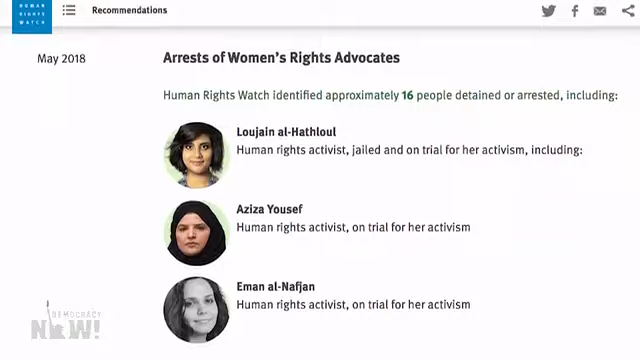 HUMAN
RIGHTS
WATCH
Recommendations
May 2018
Arrests of Women's Rights Advocates
Human Rights Watch identified approximately 16 people detained or arrested, including:
Loujain al-Hathloul
Human rights activist, jailed and on trial for her activism, including:
Aziza Yousef
Human rights activist, on trial for her activism
Eman al-Nafjan
Human rights activist, on trial for her activism
DEMOCRACY
NOW!